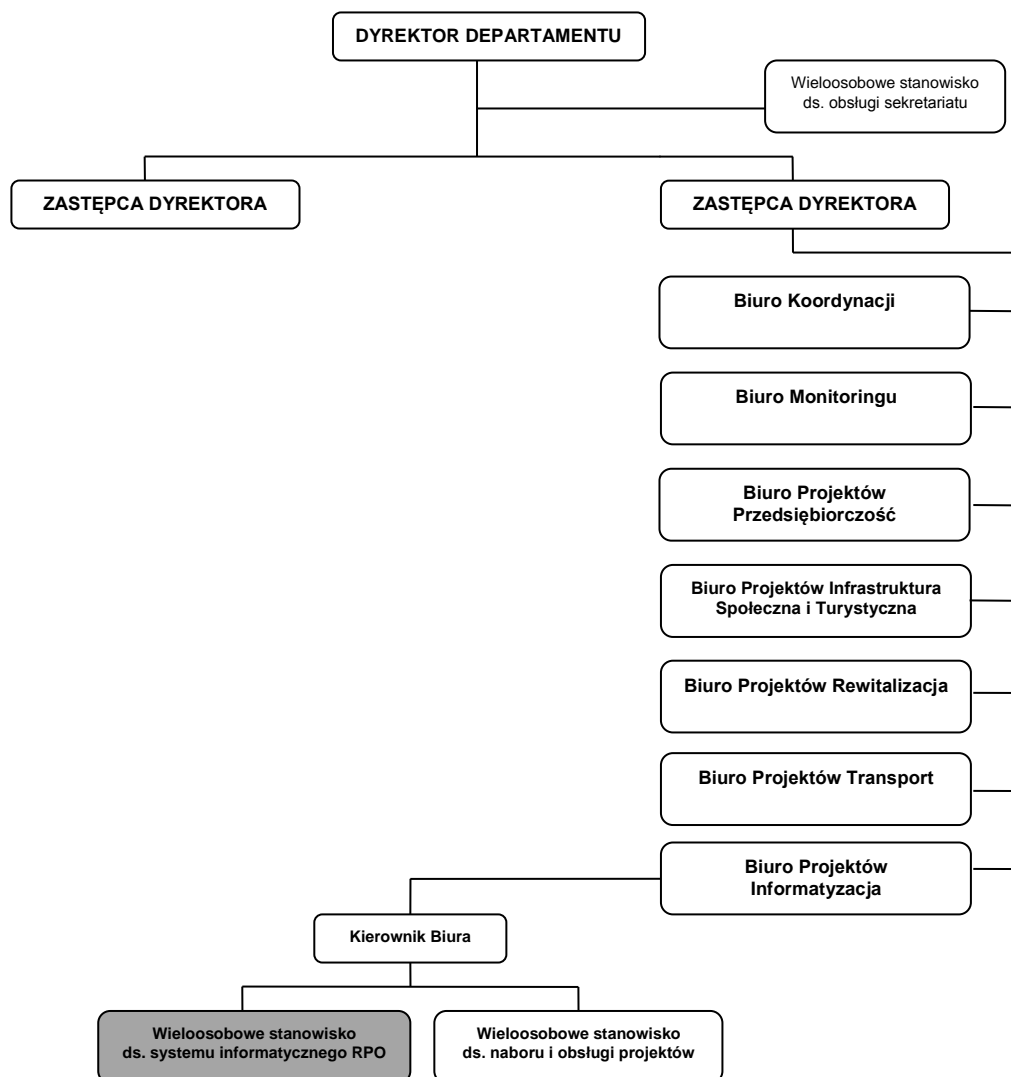 DYREKTOR DEPARTAMENTU
Wieloosobowe stanowisko
ds. obsługi sekretariatu
ZASTĘPCA DYREKTORA
ZASTĘPCA DYREKTORA
Biuro Koordynacji
Biuro Monitoringu
Biuro Projektów
Przedsiębiorczość
Biuro Projektów Infrastruktura
Społeczna i Turystyczna
Biuro Projektów Rewitalizacja
Biuro Projektów Transport
Biuro Projektów
Informatyzacja
Kierownik Biura
Wieloosobowe stanowisko
ds. systemu informatycznego RPO
Wieloosobowe stanowisko
ds. naboru i obsługi projektów